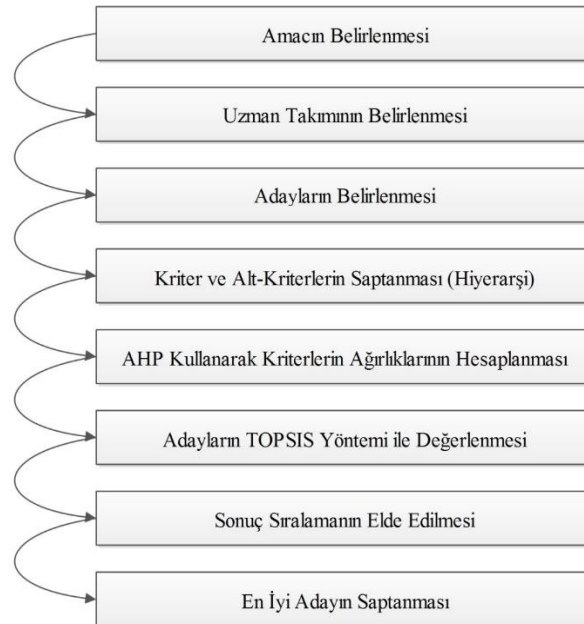 Amacın Belirlenmesi
Uzman Takımının Belirlenmesi
Adayların Belirlenmesi
Kriter ve Alt-Kriterlerin Saptanması (Hiyerarşi)
AHP Kullanarak Kriterlerin Ağırlıklarının Hesaplanması
Adayların TOPSIS Yöntemi ile Değerlenmesi
Sonuç Sıralamanın Elde Edilmesi
En İyi Adayın Saptanması